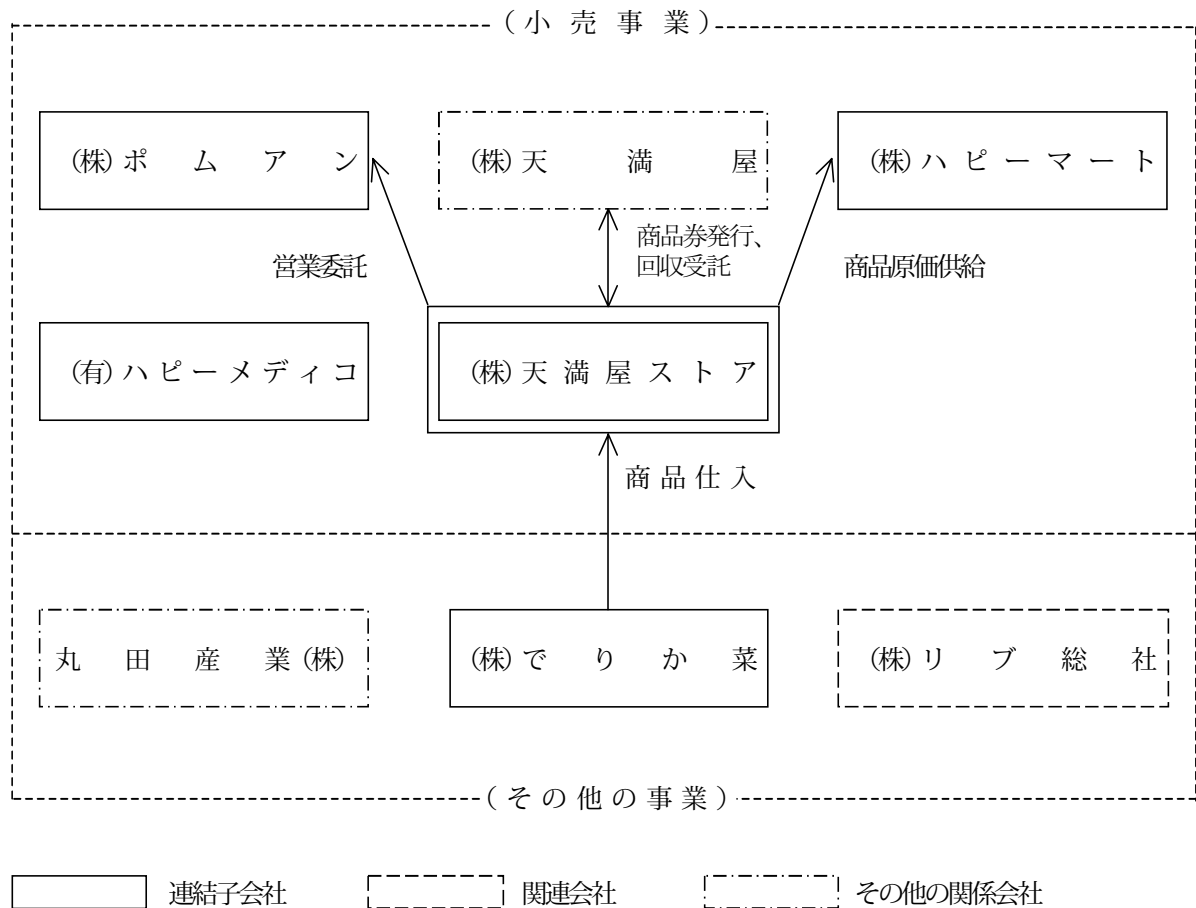 (小売事業)
(株)ポムアン
(株)天満屋
(株)ハピーマート
営業委託
商品券発行、
回収受託
商品原価供給
(有)ハピーメディコ
(株)天満屋ストア
商品仕入
丸田産業(株)
(株)でりか菜
(株)リブ総社
(その他の事業)
連結子会社
関連会社
その他の関係会社